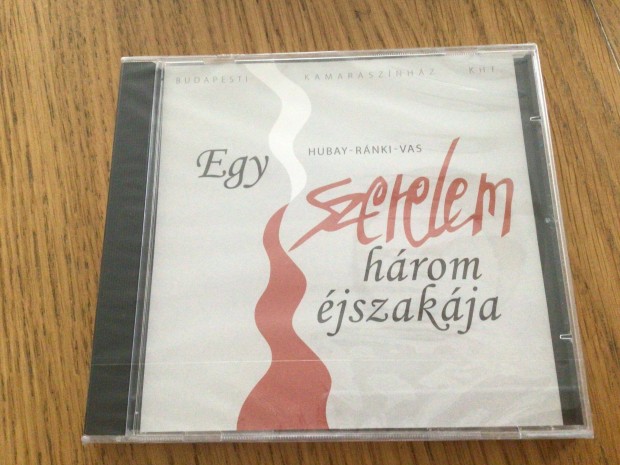 BUDAPESTI KAMARASZÍNHÁZ KHT.
HUBAY-RÁNKI-VAS
Egy
Szerelem
három
éjszakája